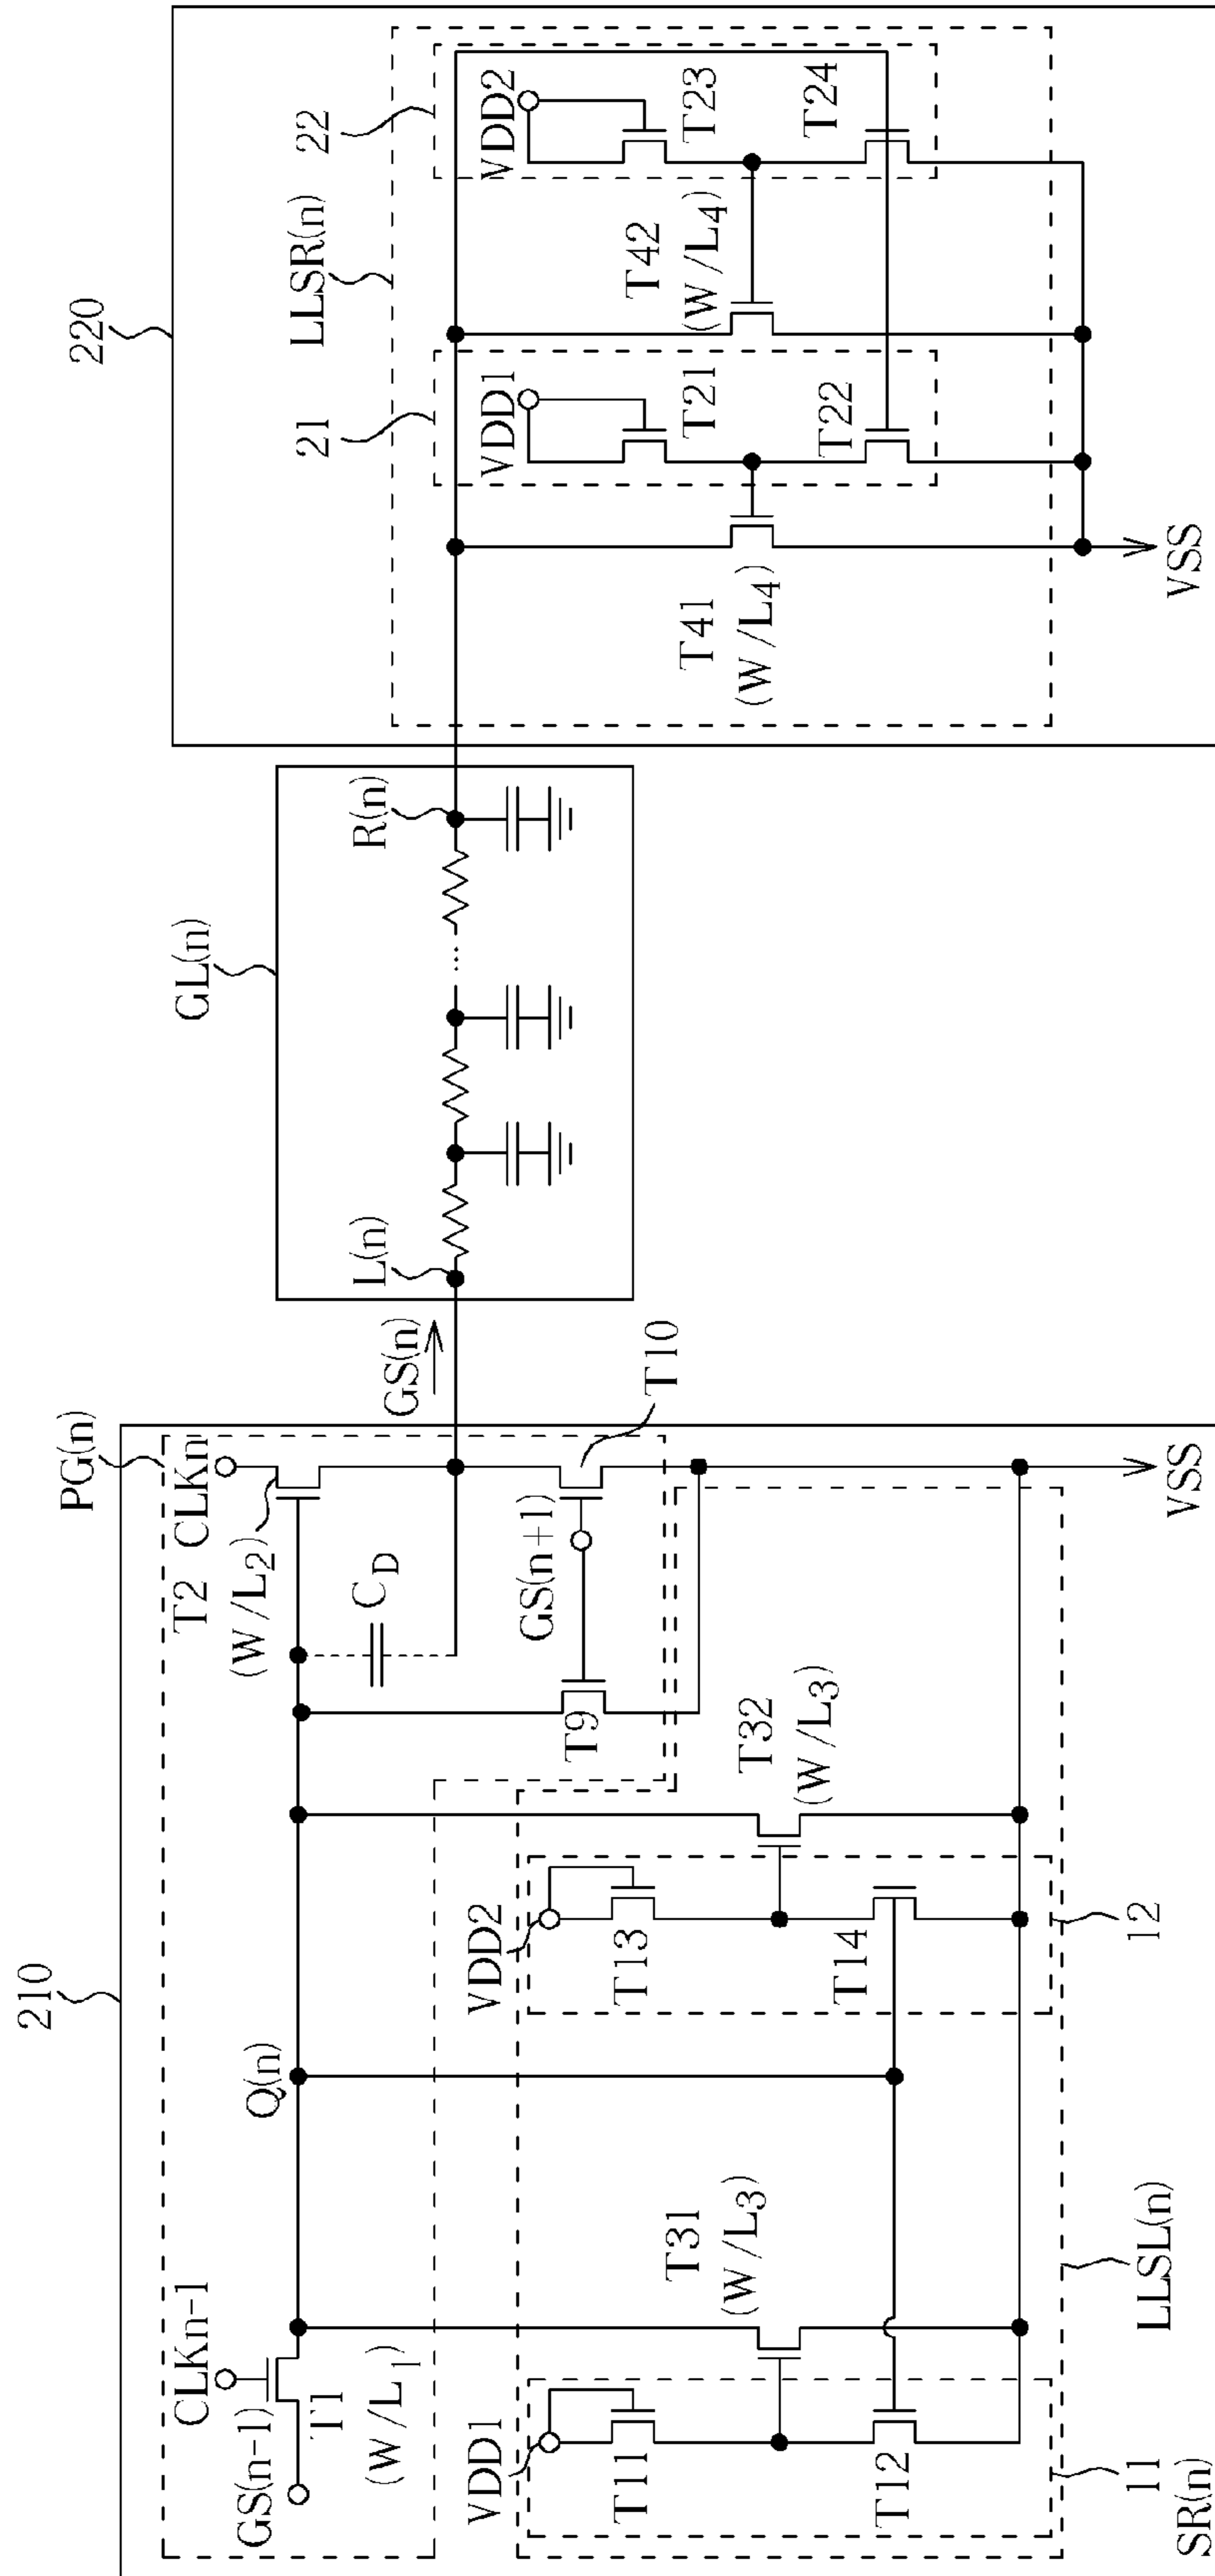 210
PG(n)
CLKn-1
GS(n-1)
T1
(W/L1)
Q(n)
T2
CLKn
(W/L2)
CD
GS(n+1)
T9
T10
VDD1
T11
T12
T31
(W/L3)
VDD2
T13
T14
T32
(W/L3)
11
12
LLSL(n)
SR(n)
VSS
GS(n)
GL(n)
L(n)
R(n)
...
220
LLSR(n)
21
22
VDD1
T21
T22
T41
(W/L4)
VDD2
T23
T24
T42
(W/L4)
VSS